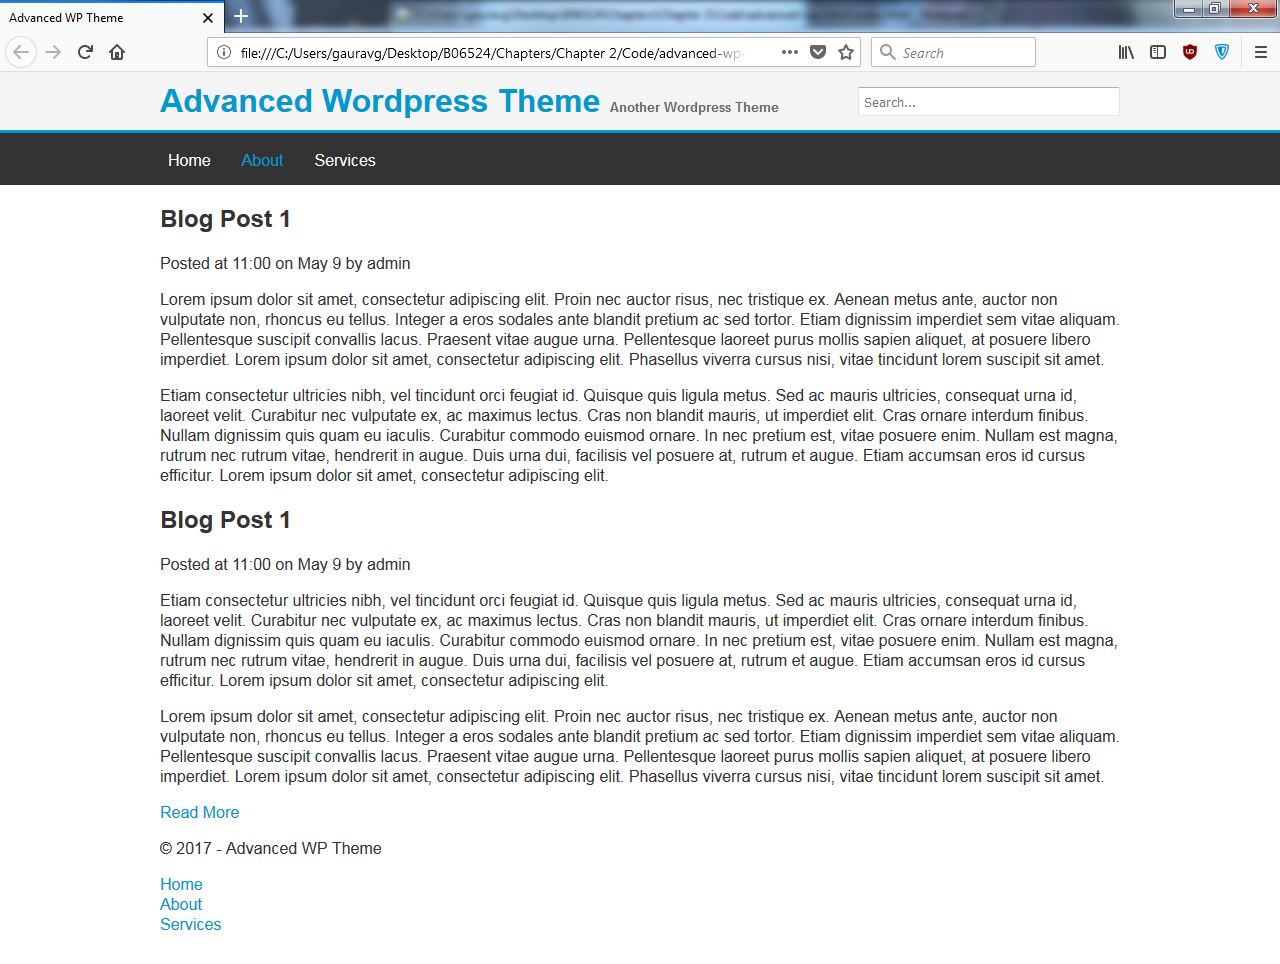 Advanced WP Theme
file:///C:/Users/gauravg/Desktop/B06524/Chapters/Chapter 2/Code/advanced-wp-
Search
Advanced Wordpress Theme Another Wordpress Theme
Search...
Home About Services
Blog Post 1
Posted at 11:00 on May 9 by admin
Lorem ipsum dolor sit amet, consectetur adipiscing elit. Proin nec auctor risus, nec tristique ex. Aenean metus ante, auctor non
vulputate non, rhoncus eu tellus. Integer a eros sodales ante blandit pretium ac sed tortor. Etiam dignissim imperdiet sem vitae aliquam.
Pellentesque suscipit convallis lacus. Praesent vitae augue urna. Pellentesque laoreet purus mollis sapien aliquet, at posuere libero
imperdiet. Lorem ipsum dolor sit amet, consectetur adipiscing elit. Phasellus viverra cursus nisi, vitae tincidunt lorem suscipit sit amet.
Etiam consectetur ultricies nibh, vel tincidunt orci feugiat id. Quisque quis ligula metus. Sed ac mauris ultricies, consequat urna id,
laoreet velit. Curabitur nec vulputate ex, ac maximus lectus. Cras non blandit mauris, ut imperdiet elit. Cras ornare interdum finibus.
Nullam dignissim quis quam eu iaculis. Curabitur commodo euismod ornare. In nec pretium est, vitae posuere enim. Nullam est magna,
rutrum nec rutrum vitae, hendrerit in augue. Duis urna dui, facilisis vel posuere at, rutrum et augue. Etiam accumsan eros id cursus
efficitur. Lorem ipsum dolor sit amet, consectetur adipiscing elit.
Blog Post 1
Posted at 11:00 on May 9 by admin
Etiam consectetur ultricies nibh, vel tincidunt orci feugiat id. Quisque quis ligula metus. Sed ac mauris ultricies, consequat urna id,
laoreet velit. Curabitur nec vulputate ex, ac maximus lectus. Cras non blandit mauris, ut imperdiet elit. Cras ornare interdum finibus.
Nullam dignissim quis quam eu iaculis. Curabitur commodo euismod ornare. In nec pretium est, vitae posuere enim. Nullam est magna,
rutrum nec rutrum vitae, hendrerit in augue. Duis urna dui, facilisis vel posuere at, rutrum et augue. Etiam accumsan eros id cursus
efficitur. Lorem ipsum dolor sit amet, consectetur adipiscing elit.
Lorem ipsum dolor sit amet, consectetur adipiscing elit. Proin nec auctor risus, nec tristique ex. Aenean metus ante, auctor non
vulputate non, rhoncus eu tellus. Integer a eros sodales ante blandit pretium ac sed tortor. Etiam dignissim imperdiet sem vitae aliquam.
Pellentesque suscipit convallis lacus. Praesent vitae augue urna. Pellentesque laoreet purus mollis sapien aliquet, at posuere libero
imperdiet. Lorem ipsum dolor sit amet, consectetur adipiscing elit. Phasellus viverra cursus nisi, vitae tincidunt lorem suscipit sit amet.
Read More
© 2017 - Advanced WP Theme
Home
About
Services